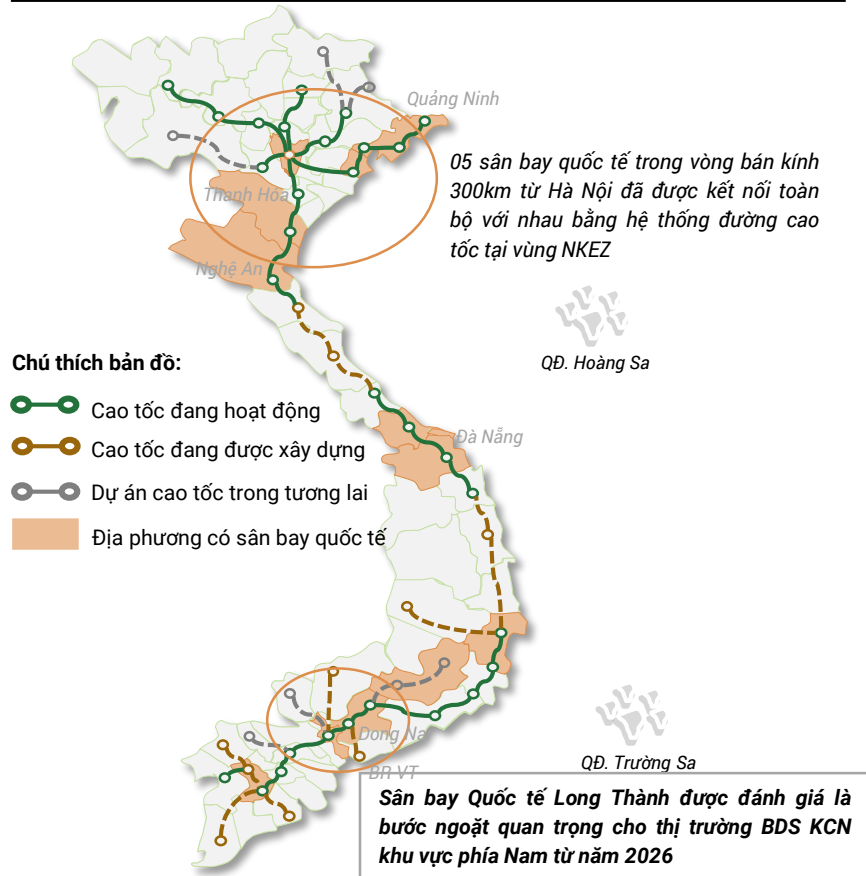 Quảng Ninh
05 sân bay quốc tế trong vòng bán kính
300km từ Hà Nội đã được kết nối toàn
bộ với nhau bằng hệ thống đường cao
tốc tại vùng NKEZ
Thanh Hoá
Nghệ An
QĐ. Hoàng Sa
Chú thích bản đồ:
Cao tốc đang hoạt động
Cao tốc đang được xây dựng
Dự án cao tốc trong tương lai
Địa phương có sân bay quốc tế
Đà Nẵng
Dong Na
BR VT
QĐ. Trường Sa
Sân bay Quốc tế Long Thành được đánh giá là
bước ngoặt quan trọng cho thị trường BDS KCN
khu vực phía Nam từ năm 2026